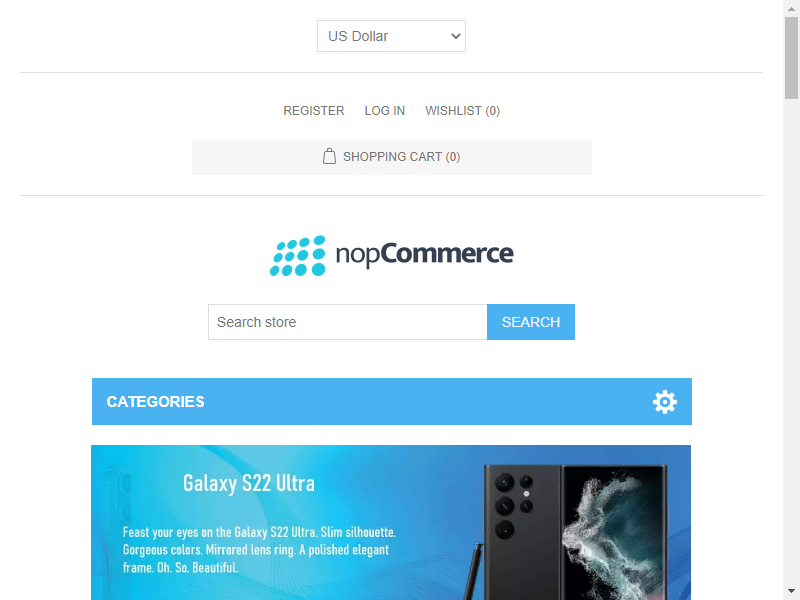 US Dollar
REGISTER LOG IN WISHLIST (0)
SHOPPING CART (0)
nopCommerce
Search store SEARCH
CATEGORIES
Galaxy S22 Ultra
Feast your eyes on the Galaxy S22 Ultra. Slim silhouette.
Gorgeous colors. Mirrored lens ring. A polished elegant
frame. Oh. So. Beautiful.